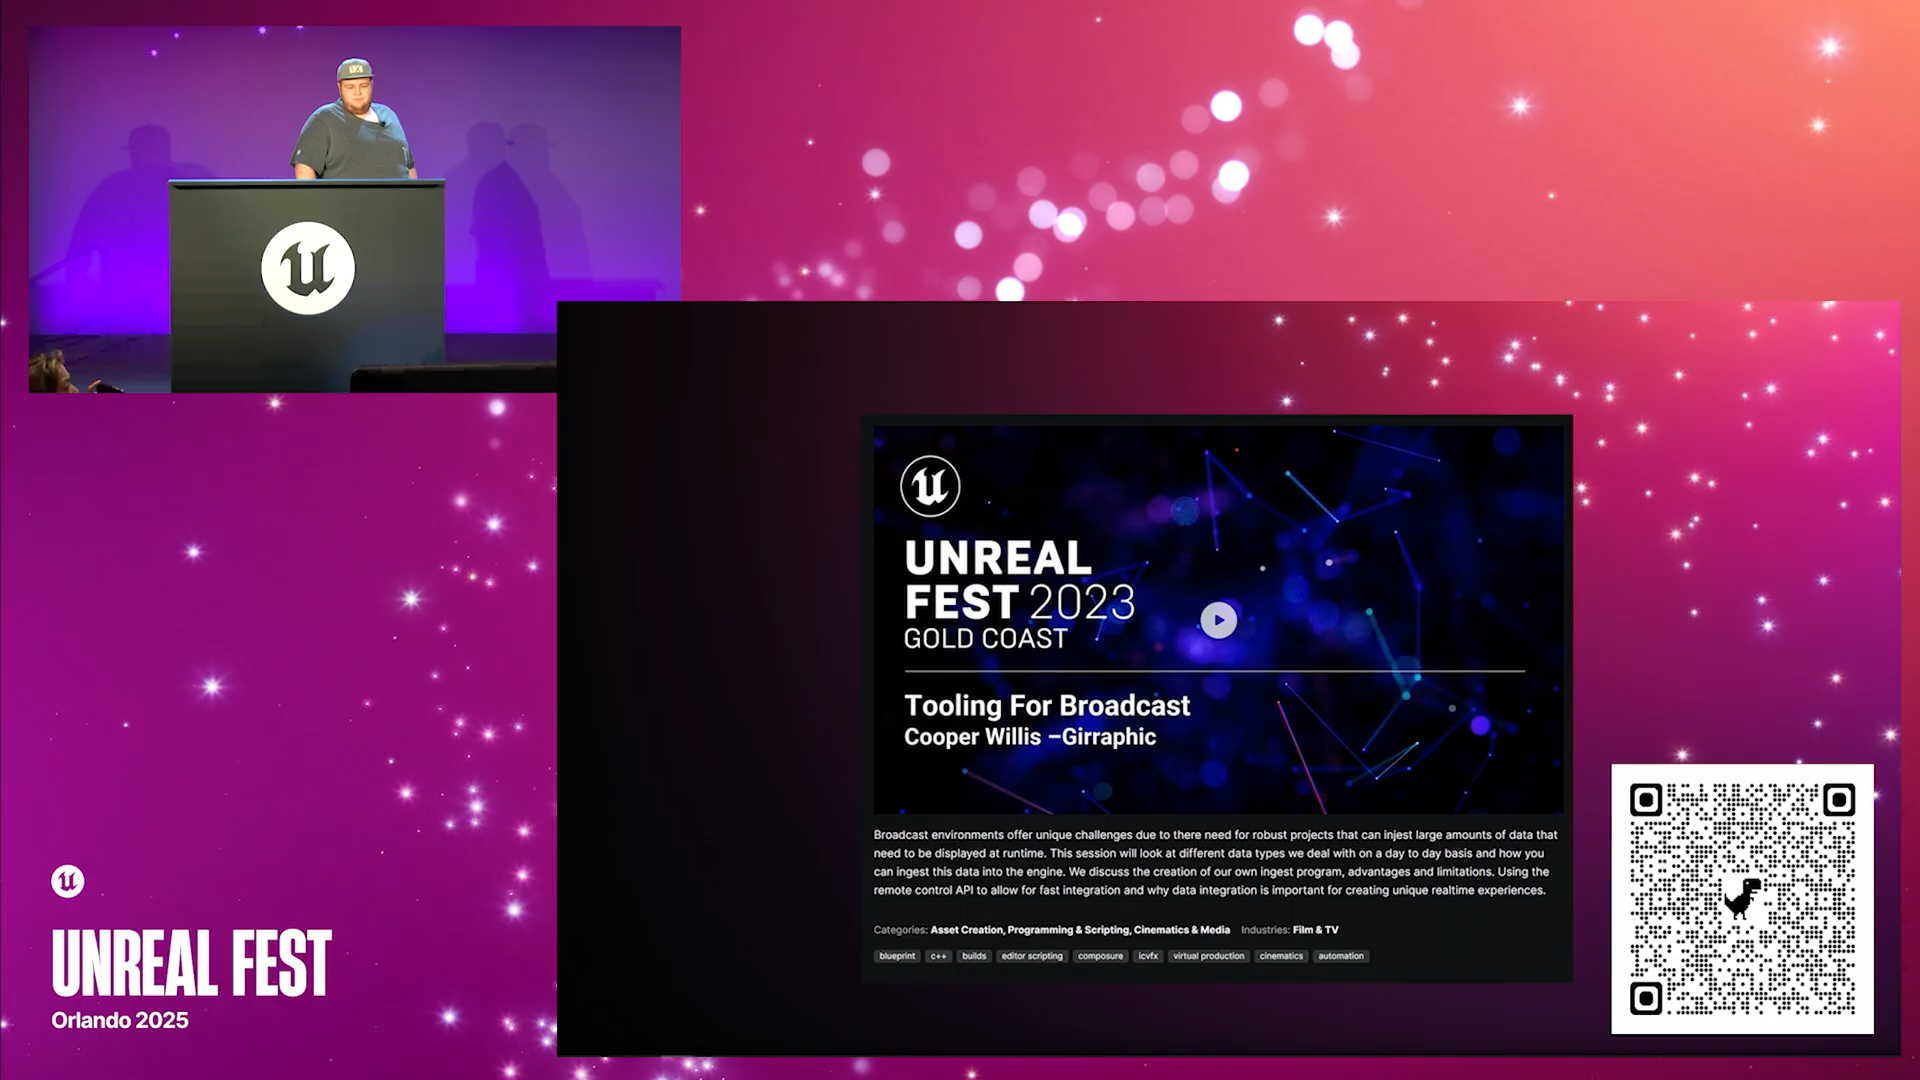 UNREAL
FEST 2023
GOLD COAST
Tooling For Broadcast
Cooper Willis –Girraphic
Broadcast environments offer unique challenges due to there need for robust projects that can injest large amounts of data that
need to be displayed at runtime. This session will look at different data types we deal with on a day to day basis and how you
can ingest this data into the engine. We discuss the creation of our own ingest program, advantages and limitations. Using the
remote control API to allow for fast integration and why data integration is important for creating unique realtime experiences.
Categories: Asset Creation, Programming & Scripting, Cinematics & Media Industries: Film & TV
blueprint c++ builds editor scripting composure icvfx virtual production cinematics automation
UNREAL FEST
Orlando 2025